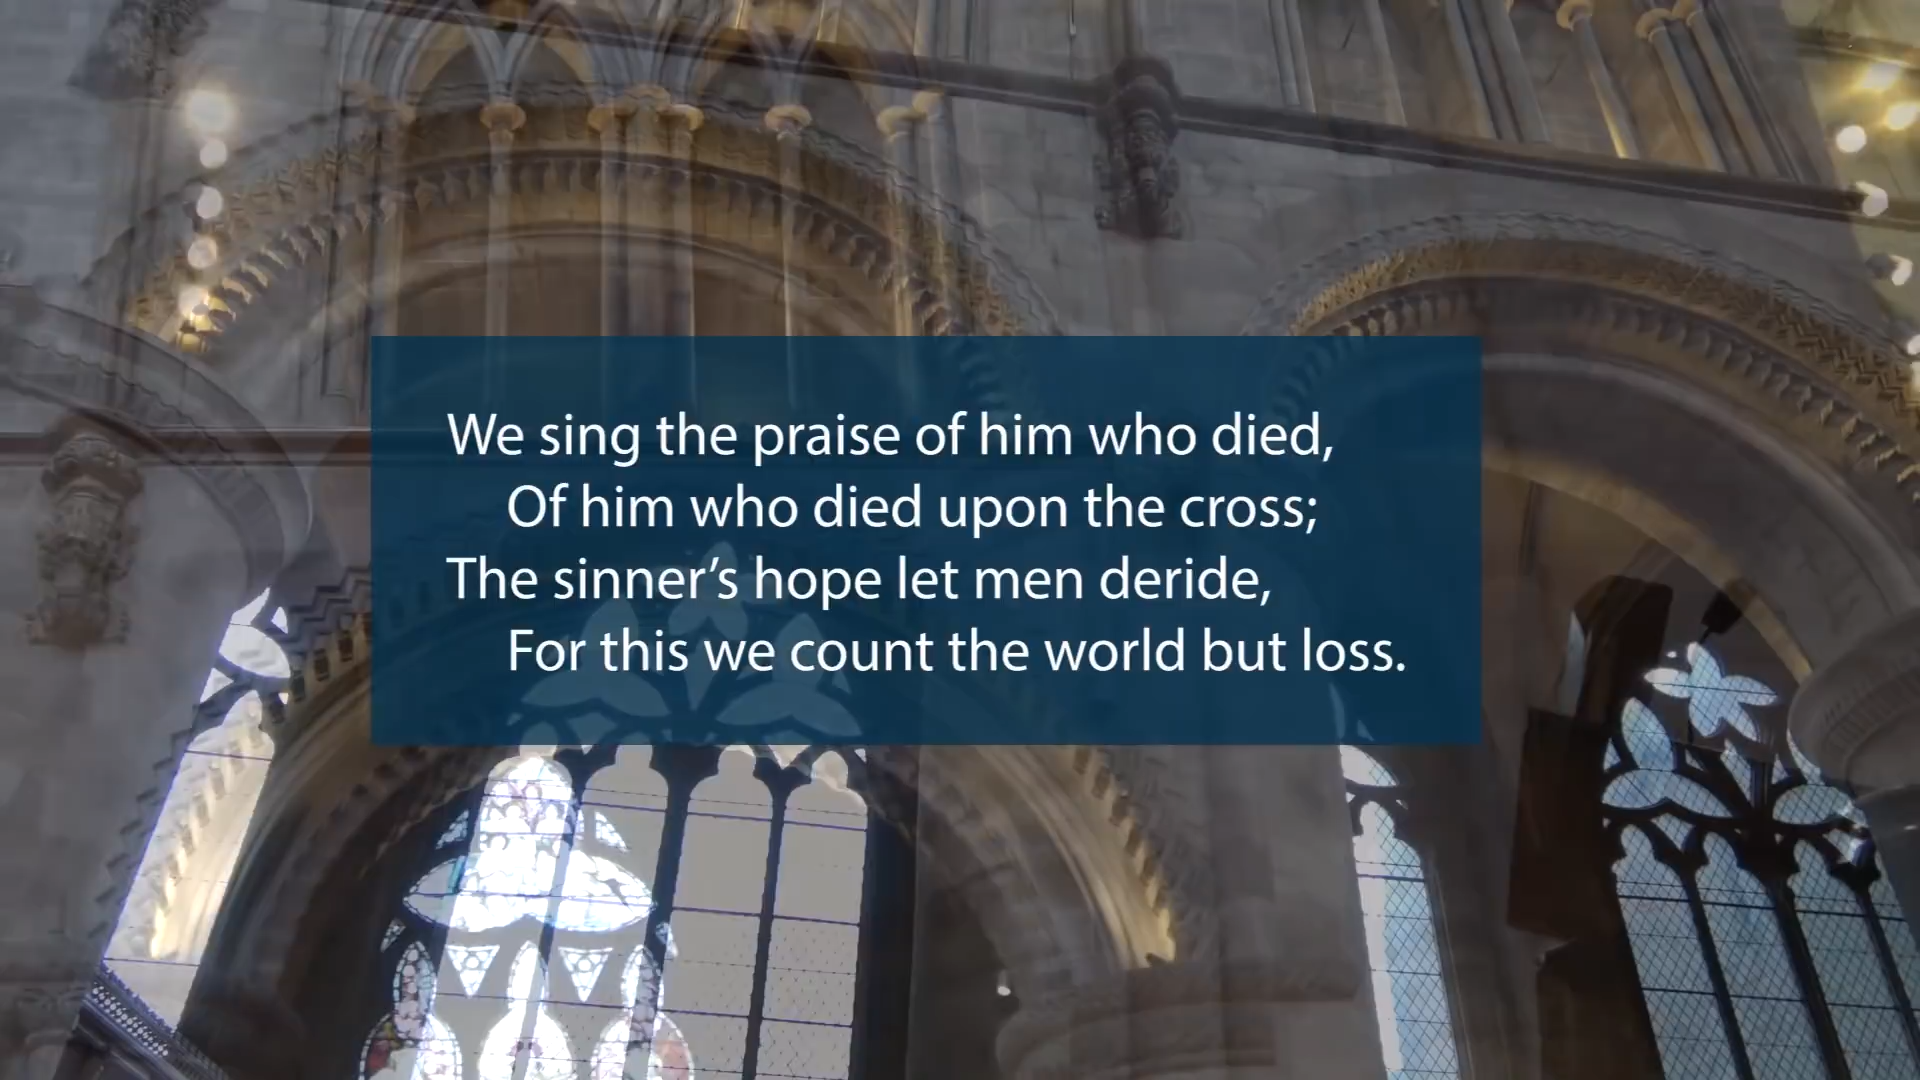 We sing the praise of him who died,
Of him who died upon the cross;
The sinner’s hope let men deride,
For this we count the world but loss.